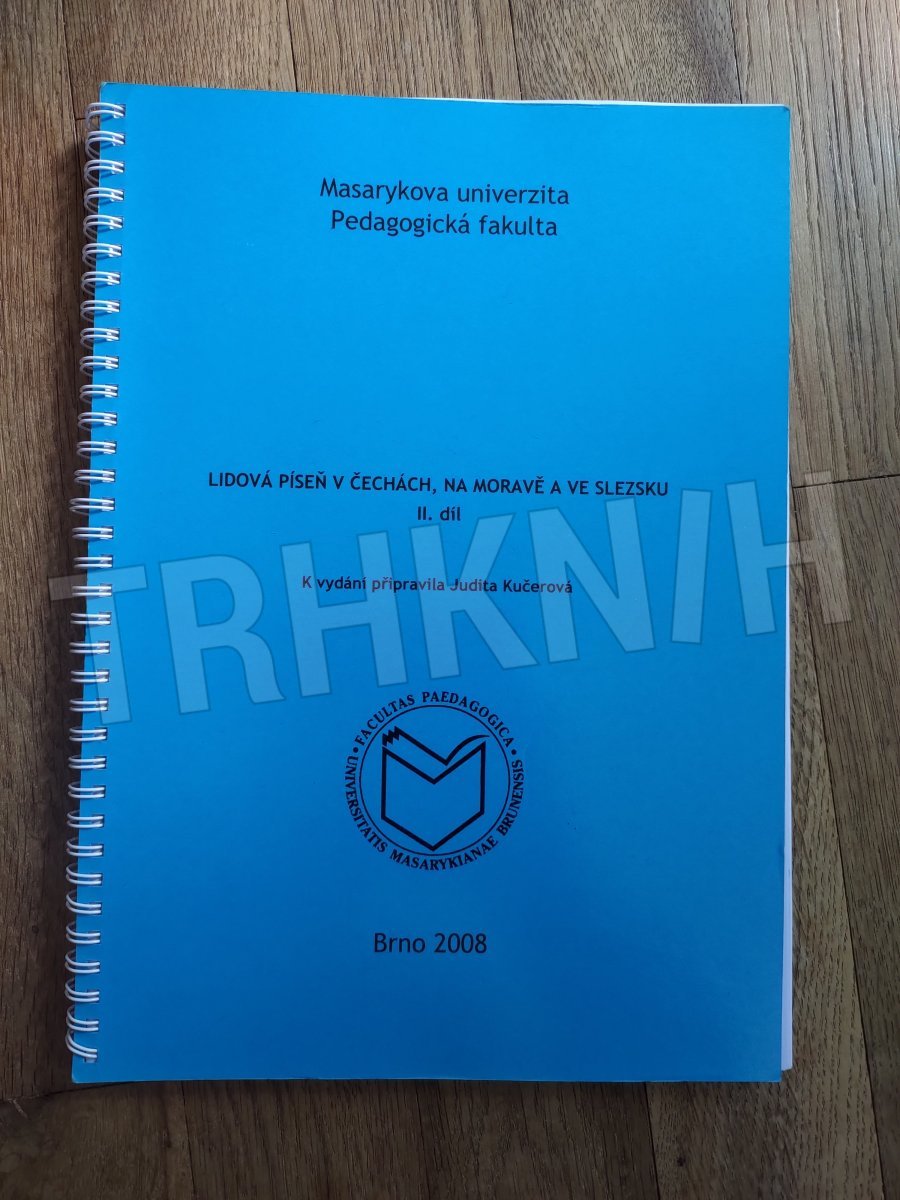 Masarykova univerzita
Pedagogická fakulta
LIDOVÁ PÍSEŇ V ČECHÁCH, NA MORAVĚ A VE SLEZSKU
II. díl
K vydání připravila Judita Kučerová
TRHKNIH
FACULTAS PAEDAGOGICA
UNIVERSITATIS MASARYKIANAE BRUNENSIS
Brno 2008